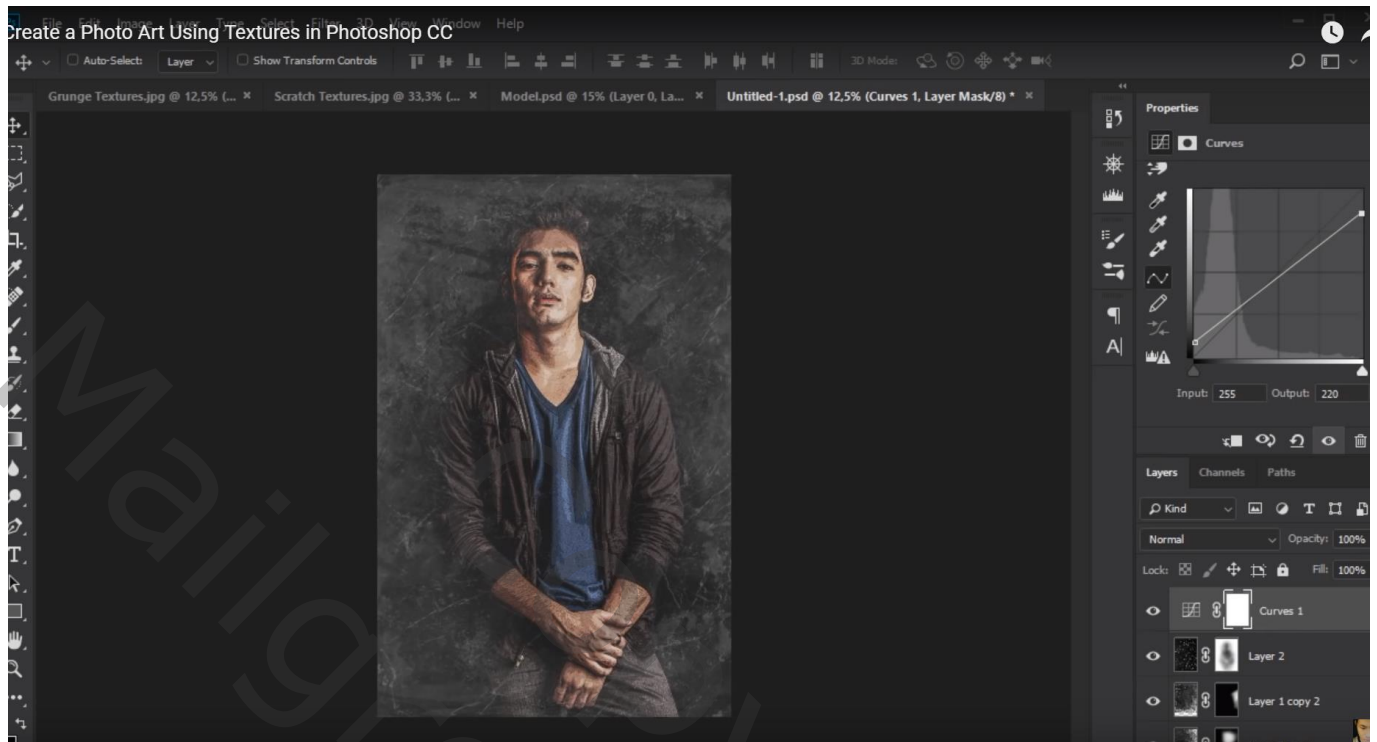 File Edit Image Layer Type Select Filter 3D View Window Help
Create a Photo Art Using Textures in Photoshop CC
Auto-Select: Layer Show Transform Controls 3D Mode:
Grunge Textures.jpg @ 12,5% (... × Scratch Textures.jpg @ 33,3% (... × Model.psd @ 15% (Layer 0, La... × Untitled-1.psd @ 12,5% (Curves 1, Layer Mask/8) * ×
Properties
Curves
Input: 255 Output: 220
Layers Channels Paths
Kind
Normal Opacity: 100%
Lock: Fill: 100%
Curves 1
Layer 2
Layer 1 copy 2